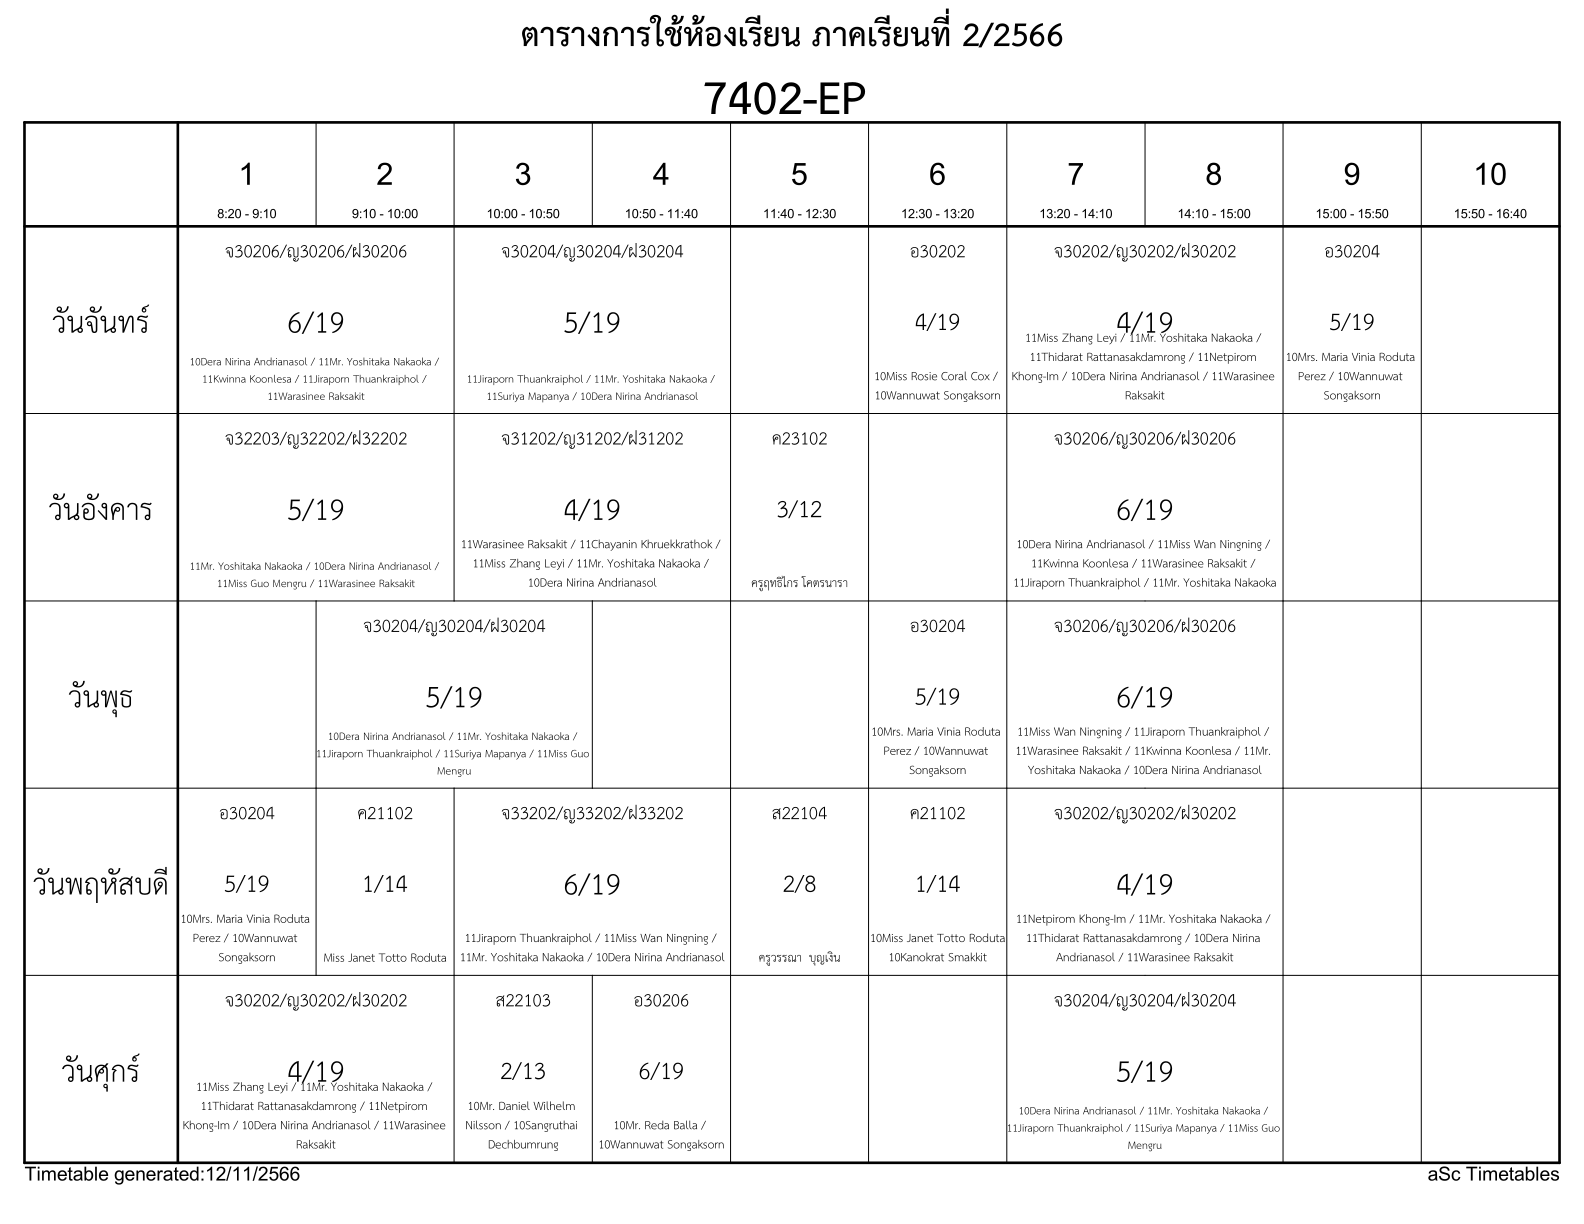 ตารางการใช้ห้องเรียน ภาคเรียนที่ 2/2566
7402-EP
1 2 3 4 5 6 7 8 9 10
8:20 - 9:10 9:10 - 10:00 10:00 - 10:50 10:50 - 11:40 11:40 - 12:30 12:30 - 13:20 13:20 - 14:10 14:10 - 15:00 15:00 - 15:50 15:50 - 16:40
วันจันทร์
จ30206/ญ30206/ฝ30206
6/19
10Dera Nirina Andrianasol / 11Mr. Yoshitaka Nakaoka /
11Kwinna Koonlesa / 11Jiraporn Thuankraiphol /
11Warasinee Raksakit
จ30204/ญ30204/ฝ30204
5/19
11Jiraporn Thuankraiphol / 11Mr. Yoshitaka Nakaoka /
11Suriya Mapanya / 10Dera Nirina Andrianasol
อ30202
4/19
10Miss Rosie Coral Cox /
10Wannuwat Songaksorn
จ30202/ญ30202/ฝ30202
4/19
11Miss Zhang Leyi / 11Mr. Yoshitaka Nakaoka /
11Thidarat Rattanasakdamrong / 11Netpirom
Khong-Im / 10Dera Nirina Andrianasol / 11Warasinee
Raksakit
อ30204
5/19
10Mrs. Maria Vinia Roduta
Perez / 10Wannuwat
Songaksorn
วันอังคาร
จ32203/ญ32202/ฝ32202
5/19
11Mr. Yoshitaka Nakaoka / 10Dera Nirina Andrianasol /
11Miss Guo Mengru / 11Warasinee Raksakit
จ31202/ญ31202/ฝ31202
4/19
11Warasinee Raksakit / 11Chayanin Khruekkrathok /
11Miss Zhang Leyi / 11Mr. Yoshitaka Nakaoka /
10Dera Nirina Andrianasol
ค23102
3/12
ครูฤทธิไกร โคตรนารา
จ30206/ญ30206/ฝ30206
6/19
10Dera Nirina Andrianasol / 11Miss Wan Ningning /
11Kwinna Koonlesa / 11Warasinee Raksakit /
11Jiraporn Thuankraiphol / 11Mr. Yoshitaka Nakaoka
วันพุธ
จ30204/ญ30204/ฝ30204
5/19
10Dera Nirina Andrianasol / 11Mr. Yoshitaka Nakaoka /
11Jiraporn Thuankraiphol / 11Suriya Mapanya / 11Miss Guo
Mengru
อ30204
5/19
10Mrs. Maria Vinia Roduta
Perez / 10Wannuwat
Songaksorn
จ30206/ญ30206/ฝ30206
6/19
11Miss Wan Ningning / 11Jiraporn Thuankraiphol /
11Warasinee Raksakit / 11Kwinna Koonlesa / 11Mr.
Yoshitaka Nakaoka / 10Dera Nirina Andrianasol
วันพฤหัสบดี
อ30204
5/19
10Mrs. Maria Vinia Roduta
Perez / 10Wannuwat
Songaksorn
ค21102
1/14
Miss Janet Totto Roduta
จ33202/ญ33202/ฝ33202
6/19
11Jiraporn Thuankraiphol / 11Miss Wan Ningning /
11Mr. Yoshitaka Nakaoka / 10Dera Nirina Andrianasol
ส22104
2/8
ครูวรรณา บุญเงิน
ค21102
1/14
10Miss Janet Totto Roduta
10Kanokrat Smakkit
จ30202/ญ30202/ฝ30202
4/19
11Netpirom Khong-Im / 11Mr. Yoshitaka Nakaoka /
11Thidarat Rattanasakdamrong / 10Dera Nirina
Andrianasol / 11Warasinee Raksakit
วันศุกร์
จ30202/ญ30202/ฝ30202
4/19
11Miss Zhang Leyi / 11Mr. Yoshitaka Nakaoka /
11Thidarat Rattanasakdamrong / 11Netpirom
Khong-Im / 10Dera Nirina Andrianasol / 11Warasinee
Raksakit
ส22103
2/13
10Mr. Daniel Wilhelm
Nilsson / 10Sangruthai
Dechbumrung
อ30206
6/19
10Mr. Reda Balla /
10Wannuwat Songaksorn
จ30204/ญ30204/ฝ30204
5/19
10Dera Nirina Andrianasol / 11Mr. Yoshitaka Nakaoka /
11Jiraporn Thuankraiphol / 11Suriya Mapanya / 11Miss Guo
Mengru
Timetable generated:12/11/2566
aSc Timetables